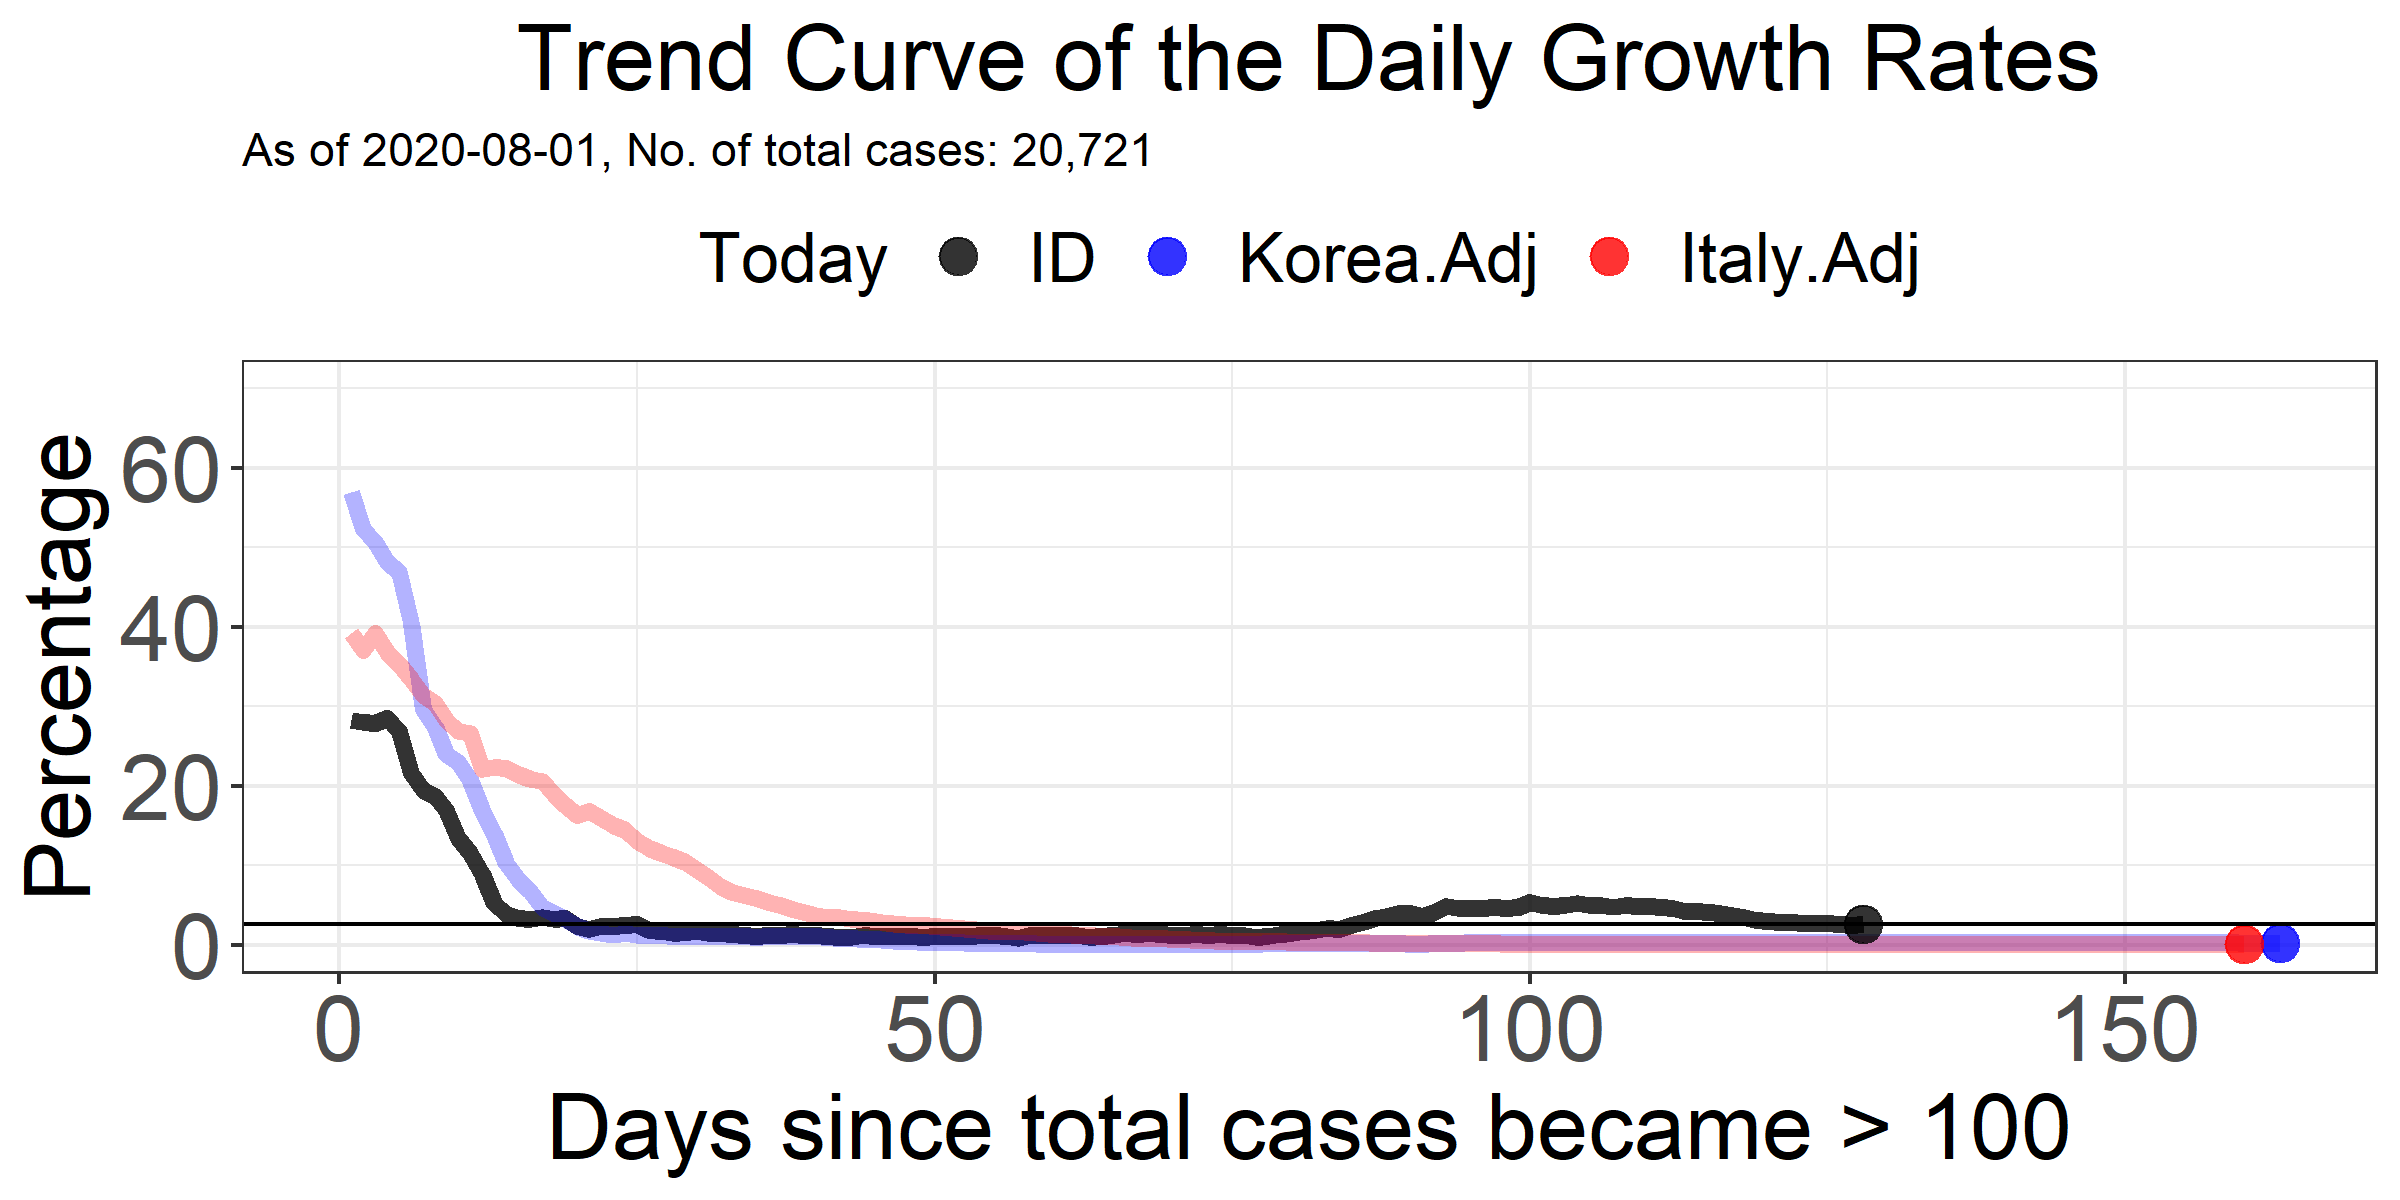 Trend Curve of the Daily Growth Rates
As of 2020-08-01, No. of total cases: 20,721
Today ID Korea.Adj Italy.Adj
Percentage
60
40
20
0
0 50 100 150
Days since total cases became > 100